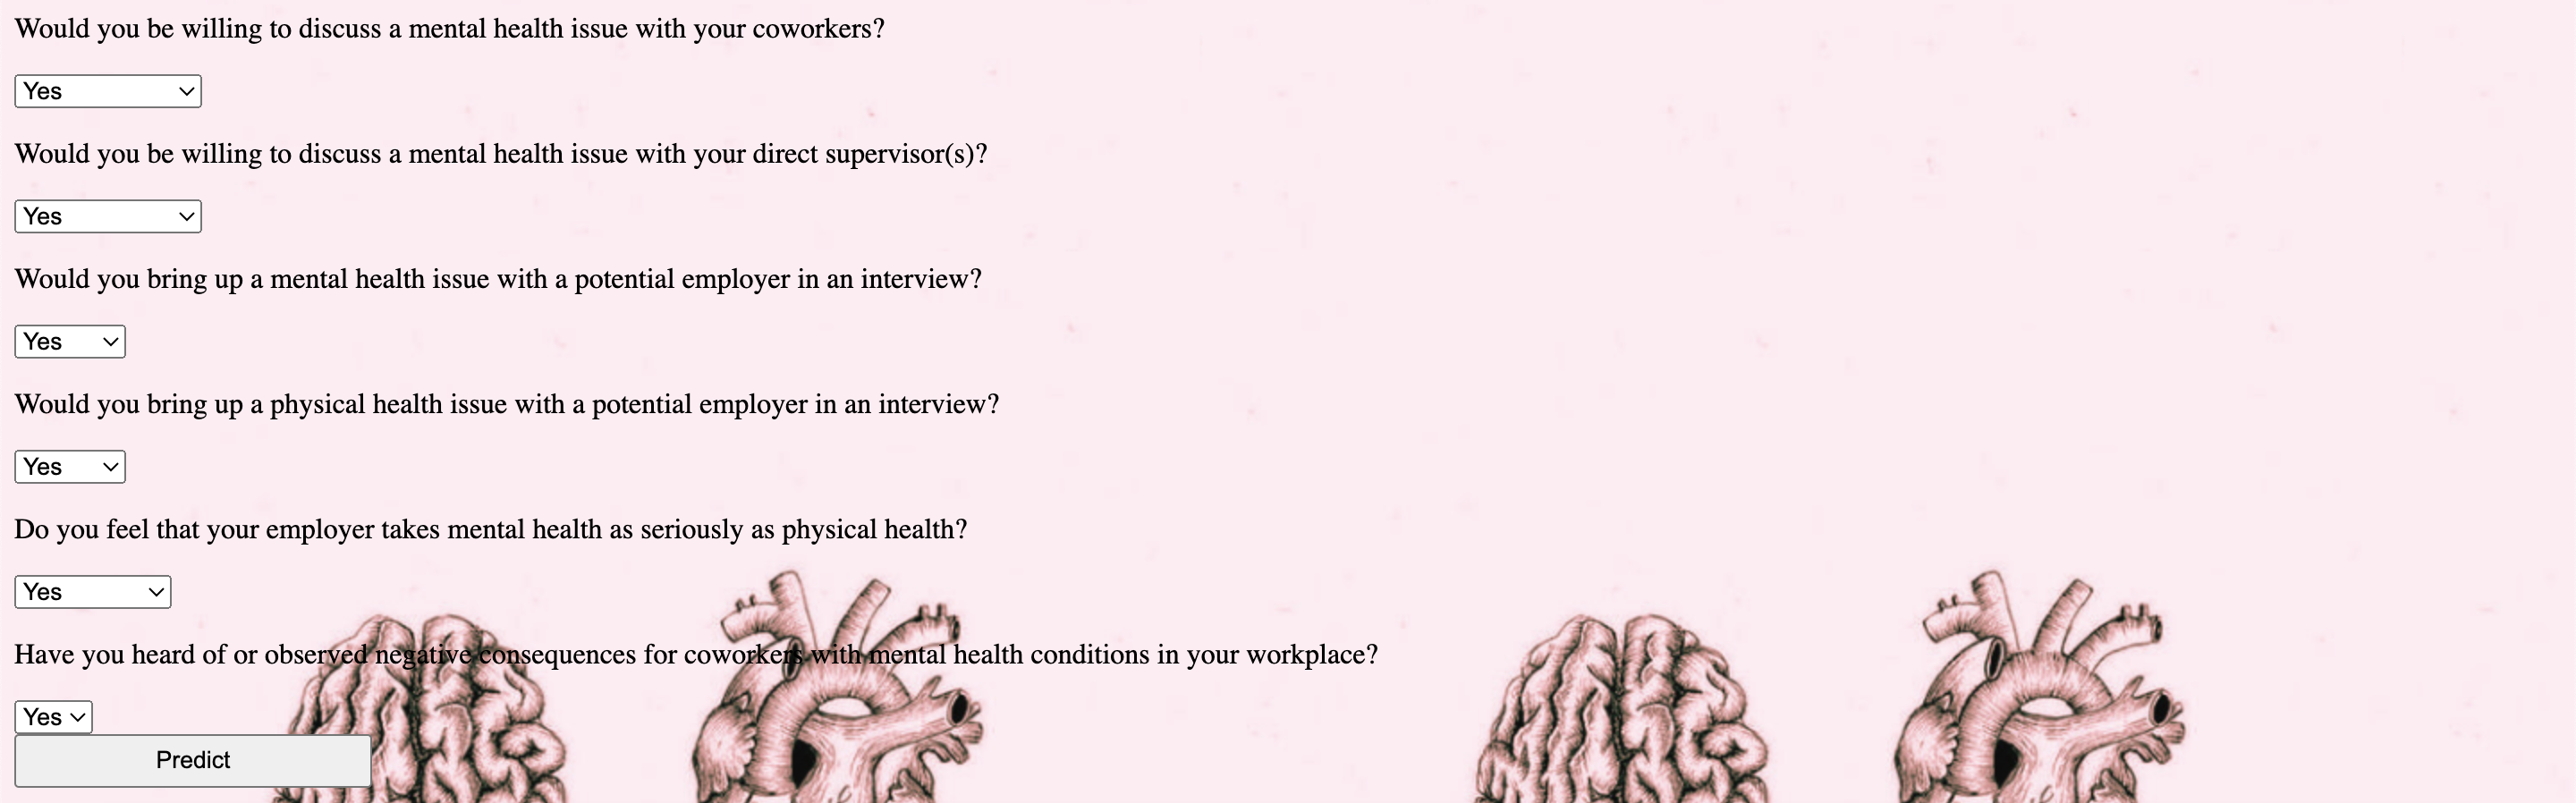 Would you be willing to discuss a mental health issue with your coworkers?
Yes
Would you be willing to discuss a mental health issue with your direct supervisor(s)?
Yes
Would you bring up a mental health issue with a potential employer in an interview?
Yes
Would you bring up a physical health issue with a potential employer in an interview?
Yes
Do you feel that your employer takes mental health as seriously as physical health?
Yes
Have you heard of or observed negative consequences for coworkers with mental health conditions in your workplace?
Yes
Predict